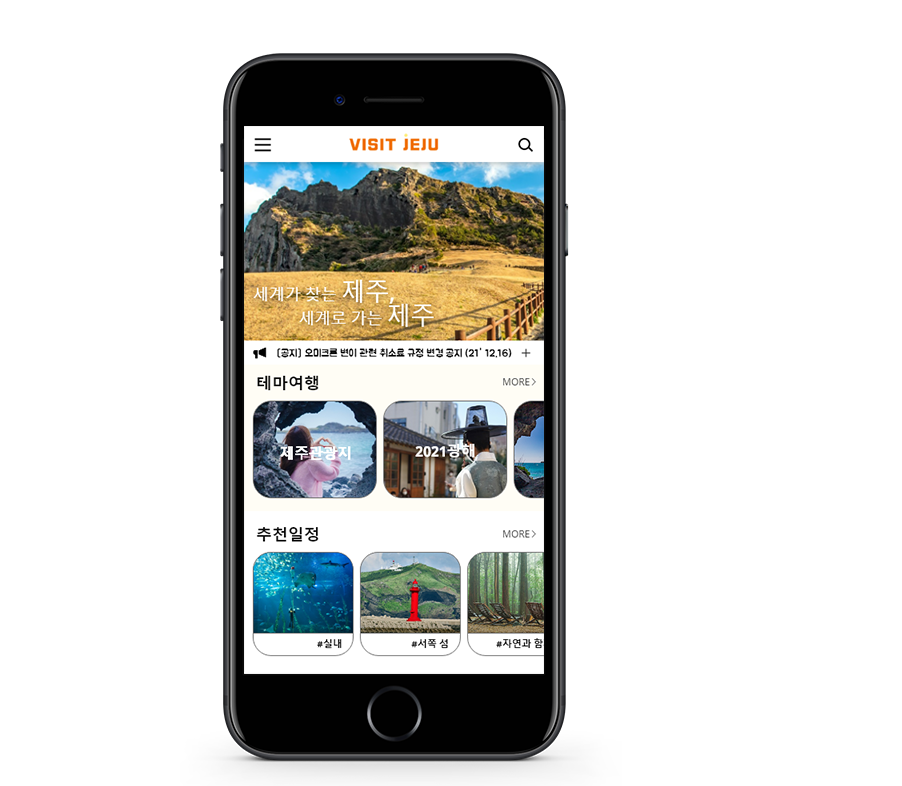 VISIT JEJU
세계가 찾는 제주,
세계로 가는 제주
[공지] 오미크론 변이 관련 취소료 규정 변경 공지 (21' 12.16)
테마여행
MORE
제주관광지
2021광해
추천일정
MORE
#실내
#서쪽 섬
#자연과 함